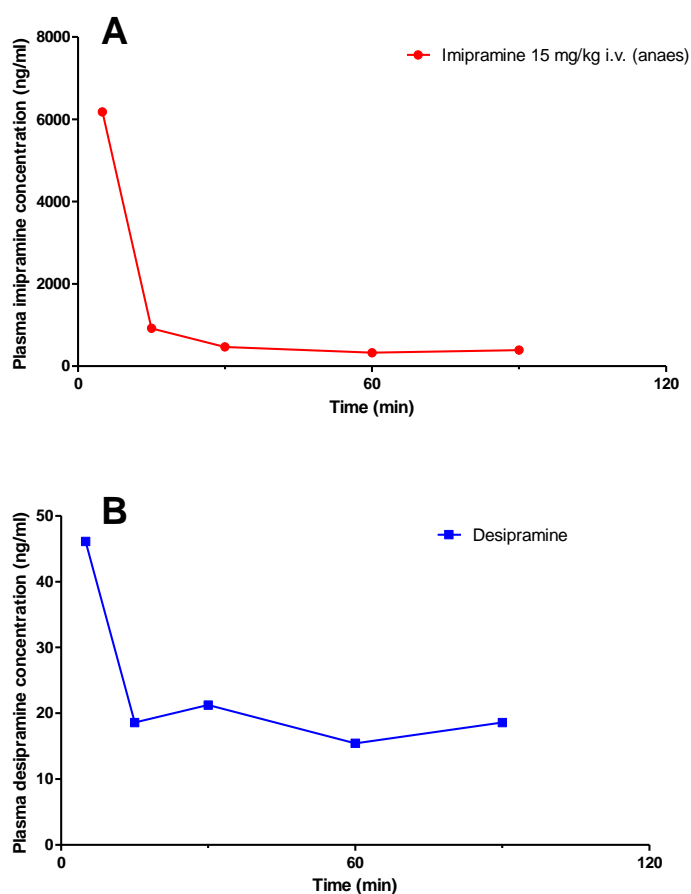 A
Imipramine 15 mg/kg i.v. (anaes)
Plasma imipramine concentration (ng/ml)
8000
6000
4000
2000
0
0 60 120
Time (min)
B
Desipramine
Plasma desipramine concentration (ng/ml)
50
40
30
20
10
0
0 60 120
Time (min)